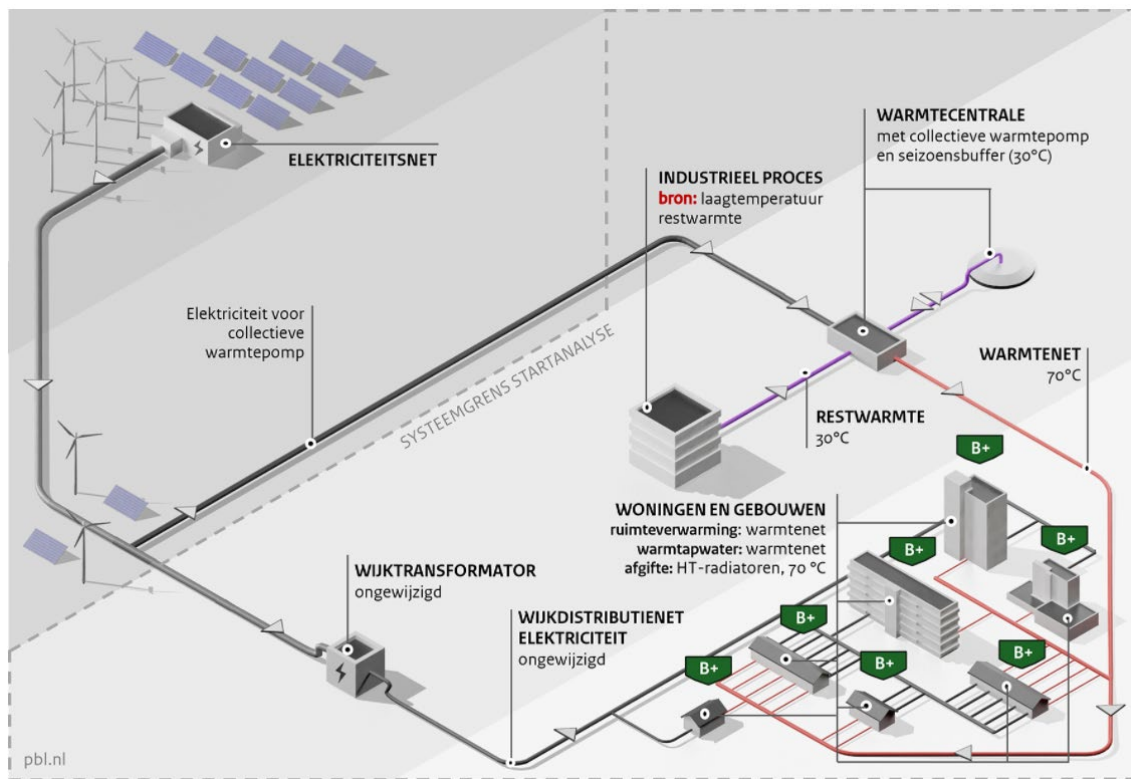 ELEKTRICITEITSNET
WARMTECENTRALE
met collectieve warmtepomp
en seizoensbuffer (30°C)
INDUSTRIEEL PROCES
bron: laagtemperatuur
restwarmte
Elektriciteit voor
collectieve
warmtepomp
SYSTEEMGRENS STARTANALYSE
WARMTENET
70°C
RESTWARMTE
30°C
WONINGEN EN GEBOUWEN
ruimteverwarming: warmtenet
warmtapwater: warmtenet
afgifte: HT-radiatoren, 70 °C
B+
B+
B+
B+
B+
B+
B+
WIJKTRANSFORMATOR
ongewijzigd
WIJKDISTRIBUTIENET
ELEKTRICITEIT
ongewijzigd
pbl.nl